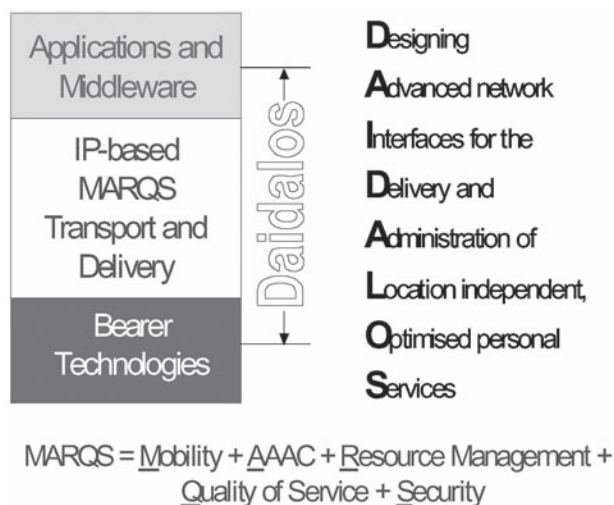 Applications and
Middleware
IP-based
MARQS
Transport and
Delivery
Bearer
Technologies
Daidalos
Designing
Advanced network
Interfaces for the
Delivery and
Administration of
Location independent,
Optimised personal
Services
MARQS = Mobility + AAAC + Resource Management +
Quality of Service + Security